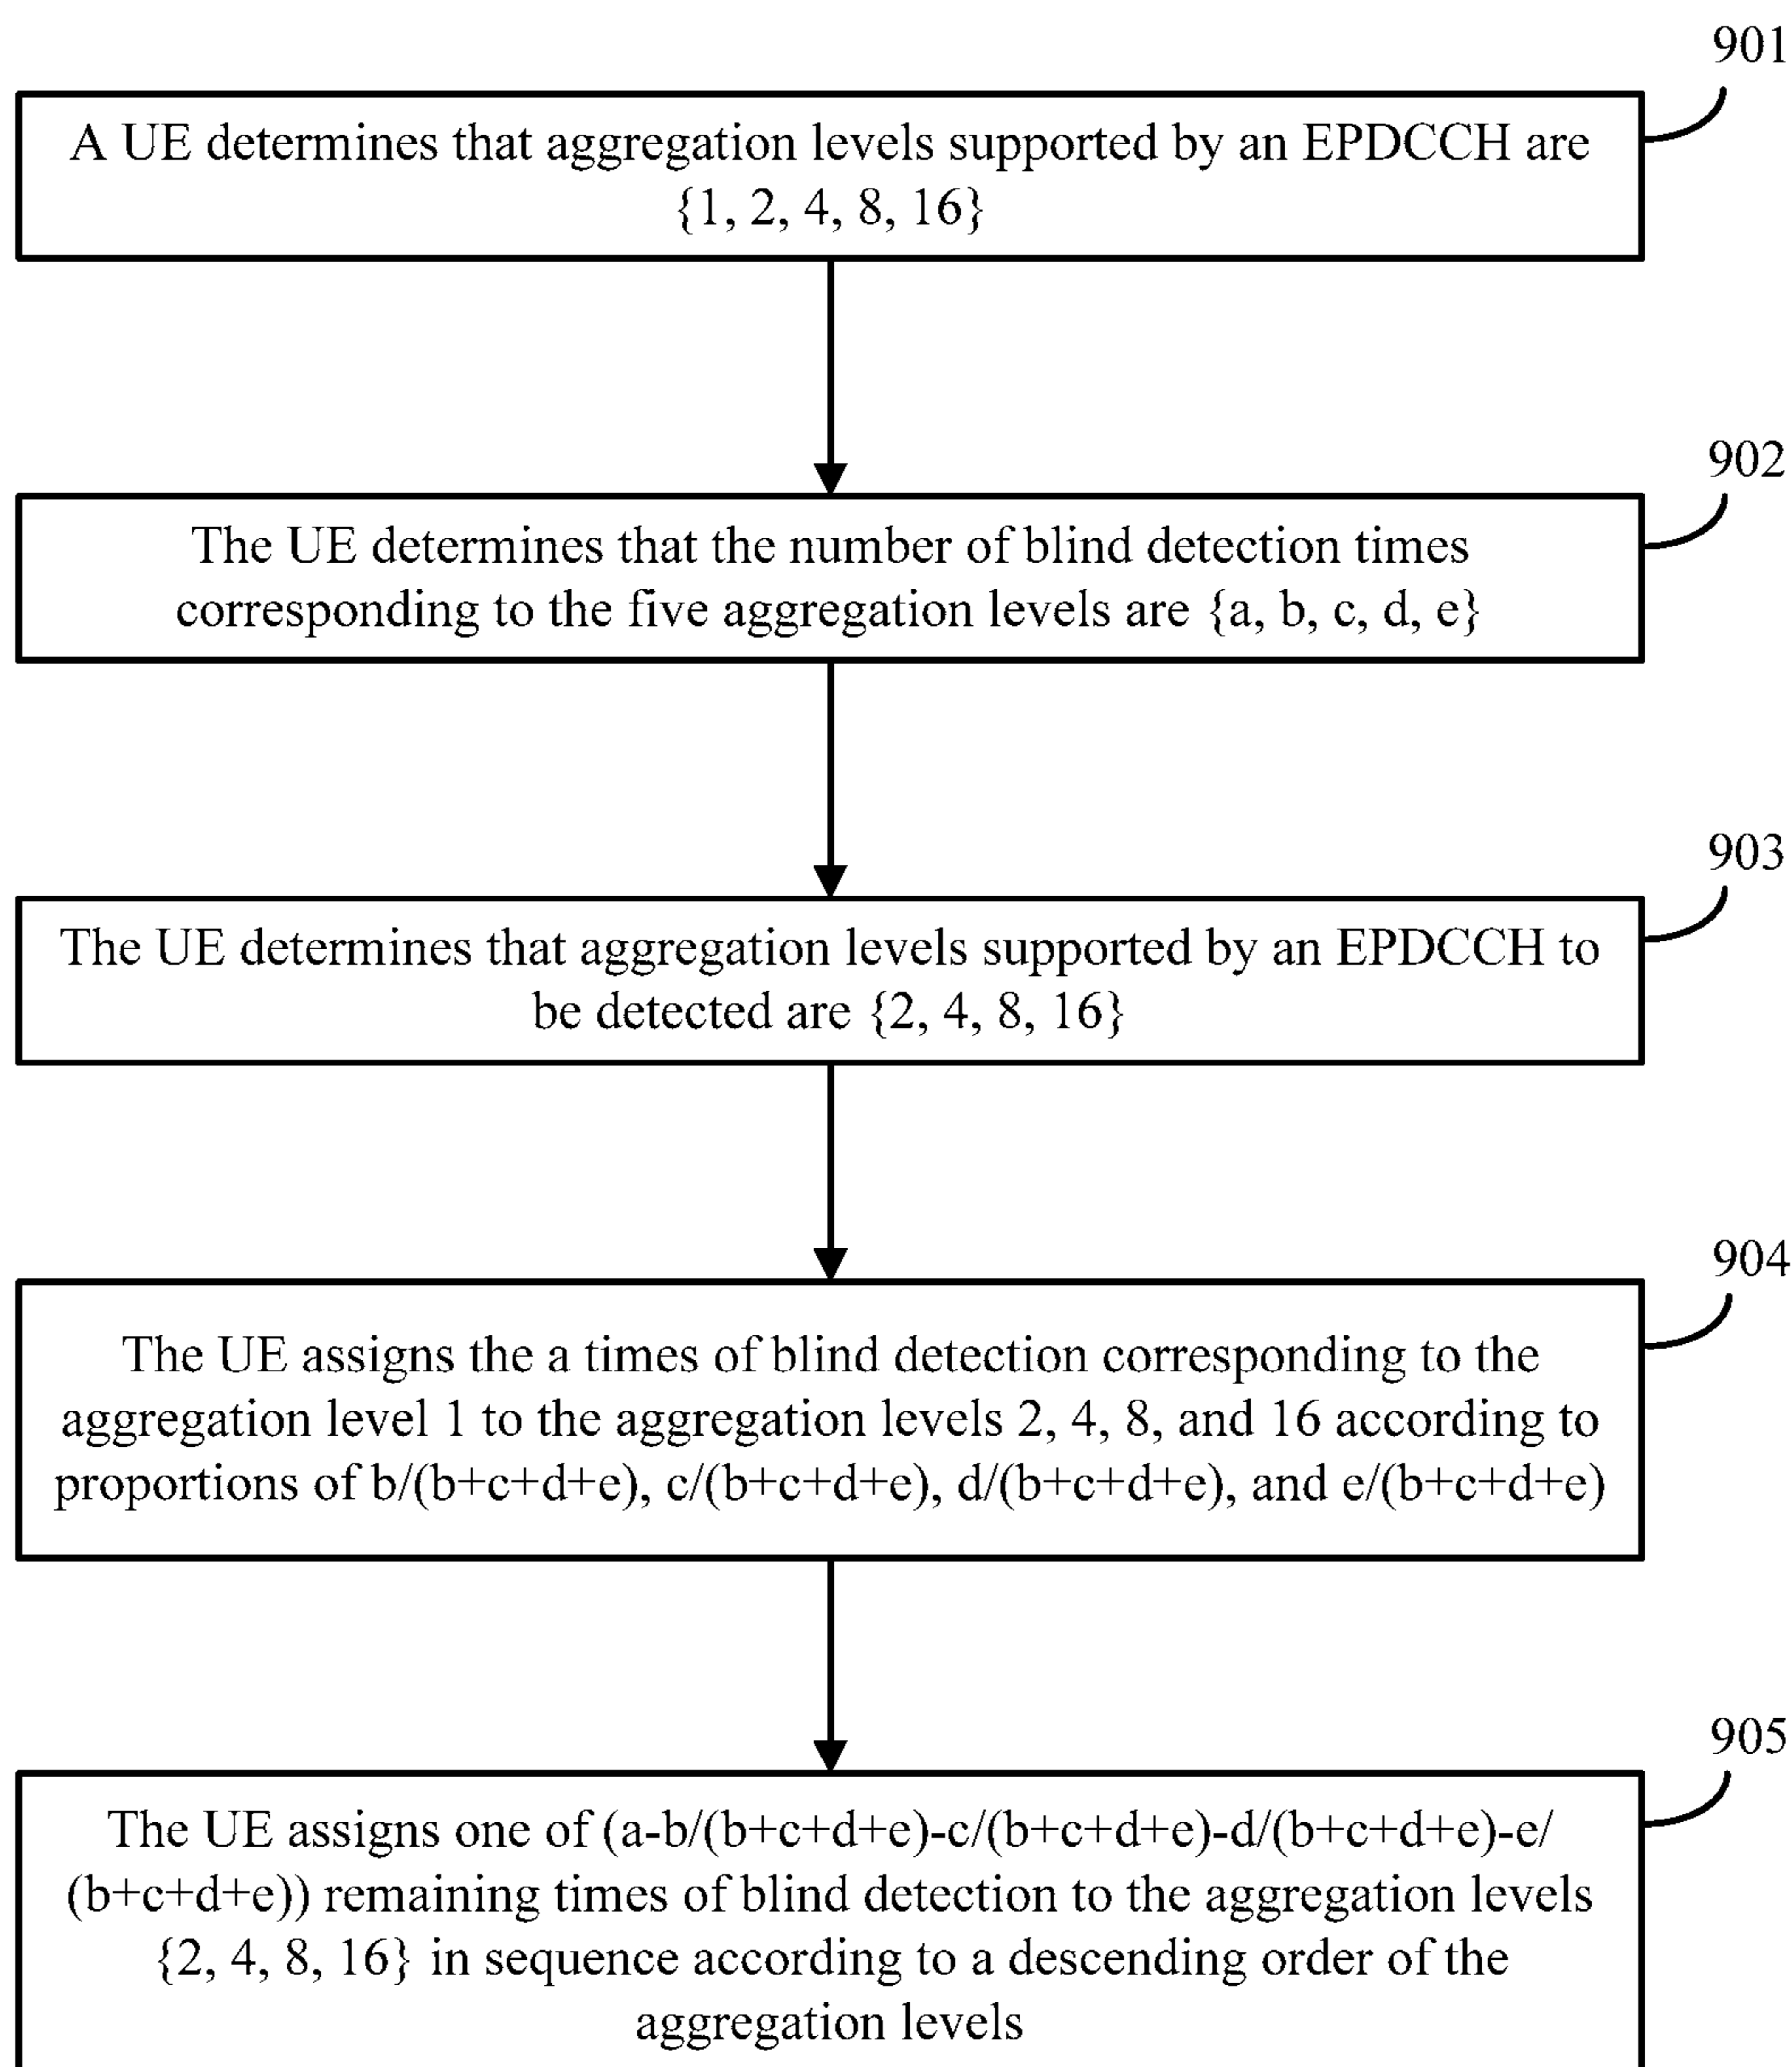 901
A UE determines that aggregation levels supported by an EPDCCH are
{1, 2, 4, 8, 16}
902
The UE determines that the number of blind detection times
corresponding to the five aggregation levels are {a, b, c, d, e}
903
The UE determines that aggregation levels supported by an EPDCCH to
be detected are {2, 4, 8, 16}
904
The UE assigns the a times of blind detection corresponding to the
aggregation level 1 to the aggregation levels 2, 4, 8, and 16 according to
proportions of b/(b+c+d+e), c/(b+c+d+e), d/(b+c+d+e), and e/(b+c+d+e)
905
The UE assigns one of (a-b/(b+c+d+e)-c/(b+c+d+e)-d/(b+c+d+e)-e/
(b+c+d+e)) remaining times of blind detection to the aggregation levels
{2, 4, 8, 16} in sequence according to a descending order of the
aggregation levels